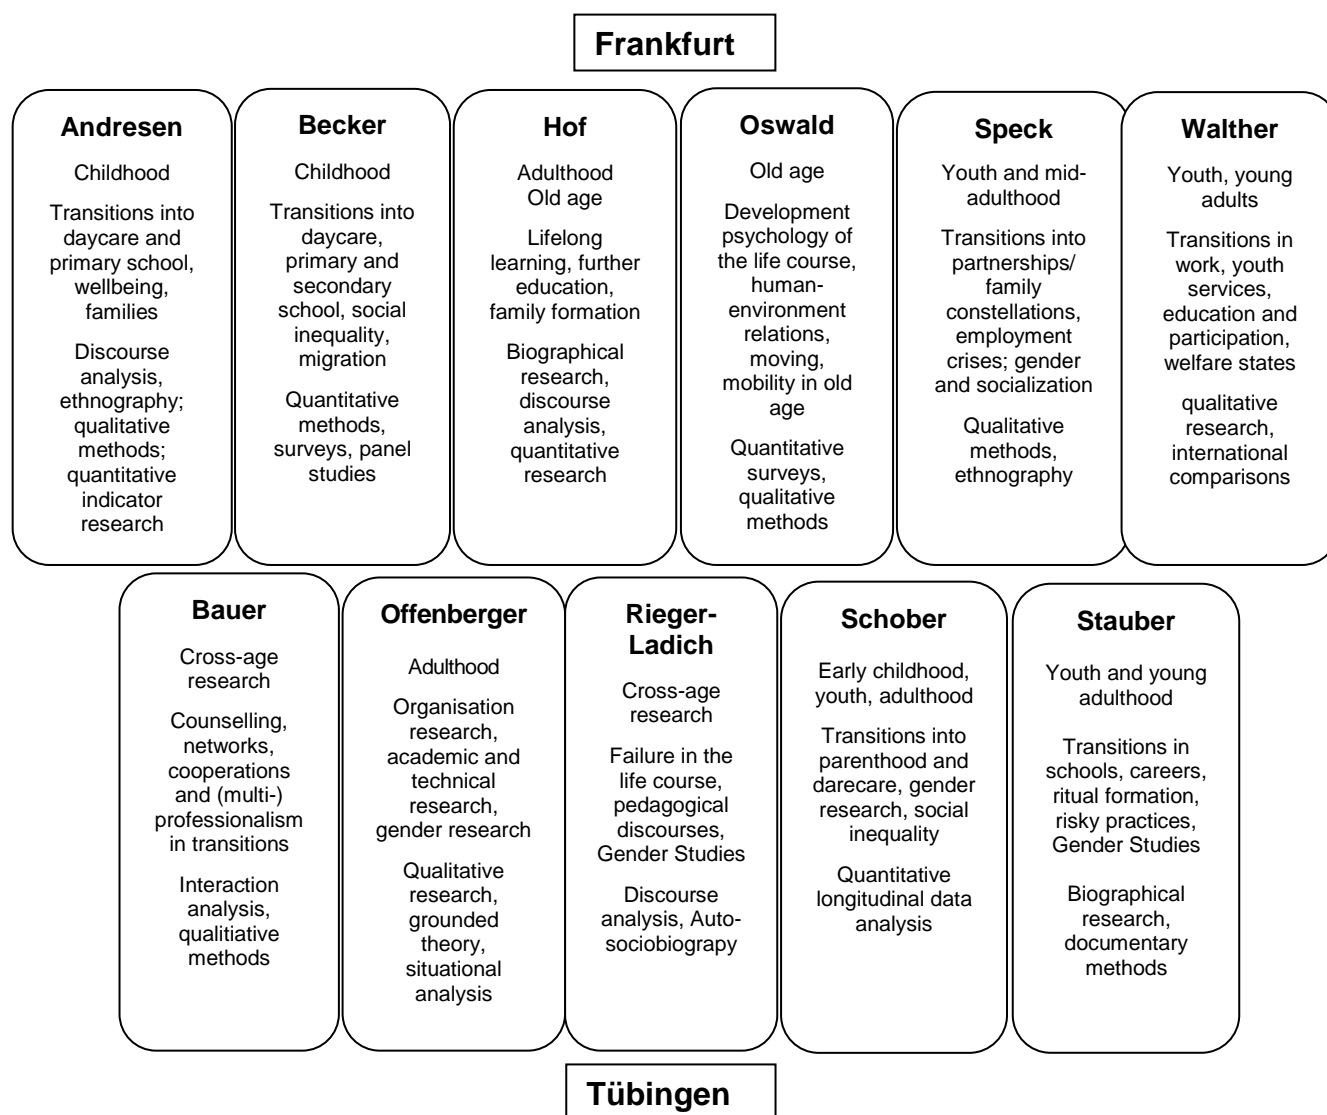 Frankfurt
Andresen
Childhood
Transitions into
daycare and
primary school,
wellbeing,
families
Discourse
analysis,
ethnography;
qualitative
methods;
quantitative
indicator
research
Becker
Childhood
Transitions into
daycare,
primary and
secondary
school, social
inequality,
migration
Quantitative
methods,
surveys, panel
studies
Hof
Adulthood
Old age
Lifelong
learning, further
education,
family formation
Biographical
research,
discourse
analysis,
quantitative
research
Oswald
Old age
Development
psychology of
the life course,
human-
environment
relations,
moving,
mobility in old
age
Quantitative
surveys,
qualitative
methods
Speck
Youth and mid-
adulthood
Transitions into
partnerships/
family
constellations,
employment
crises; gender
and socialization
Qualitative
methods,
ethnography
Walther
Youth, young
adults
Transitions in
work, youth
services,
education and
participation,
welfare states
qualitative
research,
international
comparisons
Bauer
Cross-age
research
Counselling,
networks,
cooperations
and (multi-)
professionalism
in transitions
Interaction
analysis,
qualitiative
methods
Offenberger
Adulthood
Organisation
research,
academic and
technical
research,
gender research
Qualitative
research,
grounded
theory,
situational
analysis
Rieger-
Ladich
Cross-age
research
Failure in the
life course,
pedagogical
discourses,
Gender Studies
Discourse
analysis, Auto-
sociobiograpy
Schober
Early childhood,
youth, adulthood
Transitions into
parenthood and
darecare, gender
research, social
inequality
Quantitative
longitudinal data
analysis
Stauber
Youth and young
adulthood
Transitions in
schools, careers,
ritual formation,
risky practices,
Gender Studies
Biographical
research,
documentary
methods
Tübingen